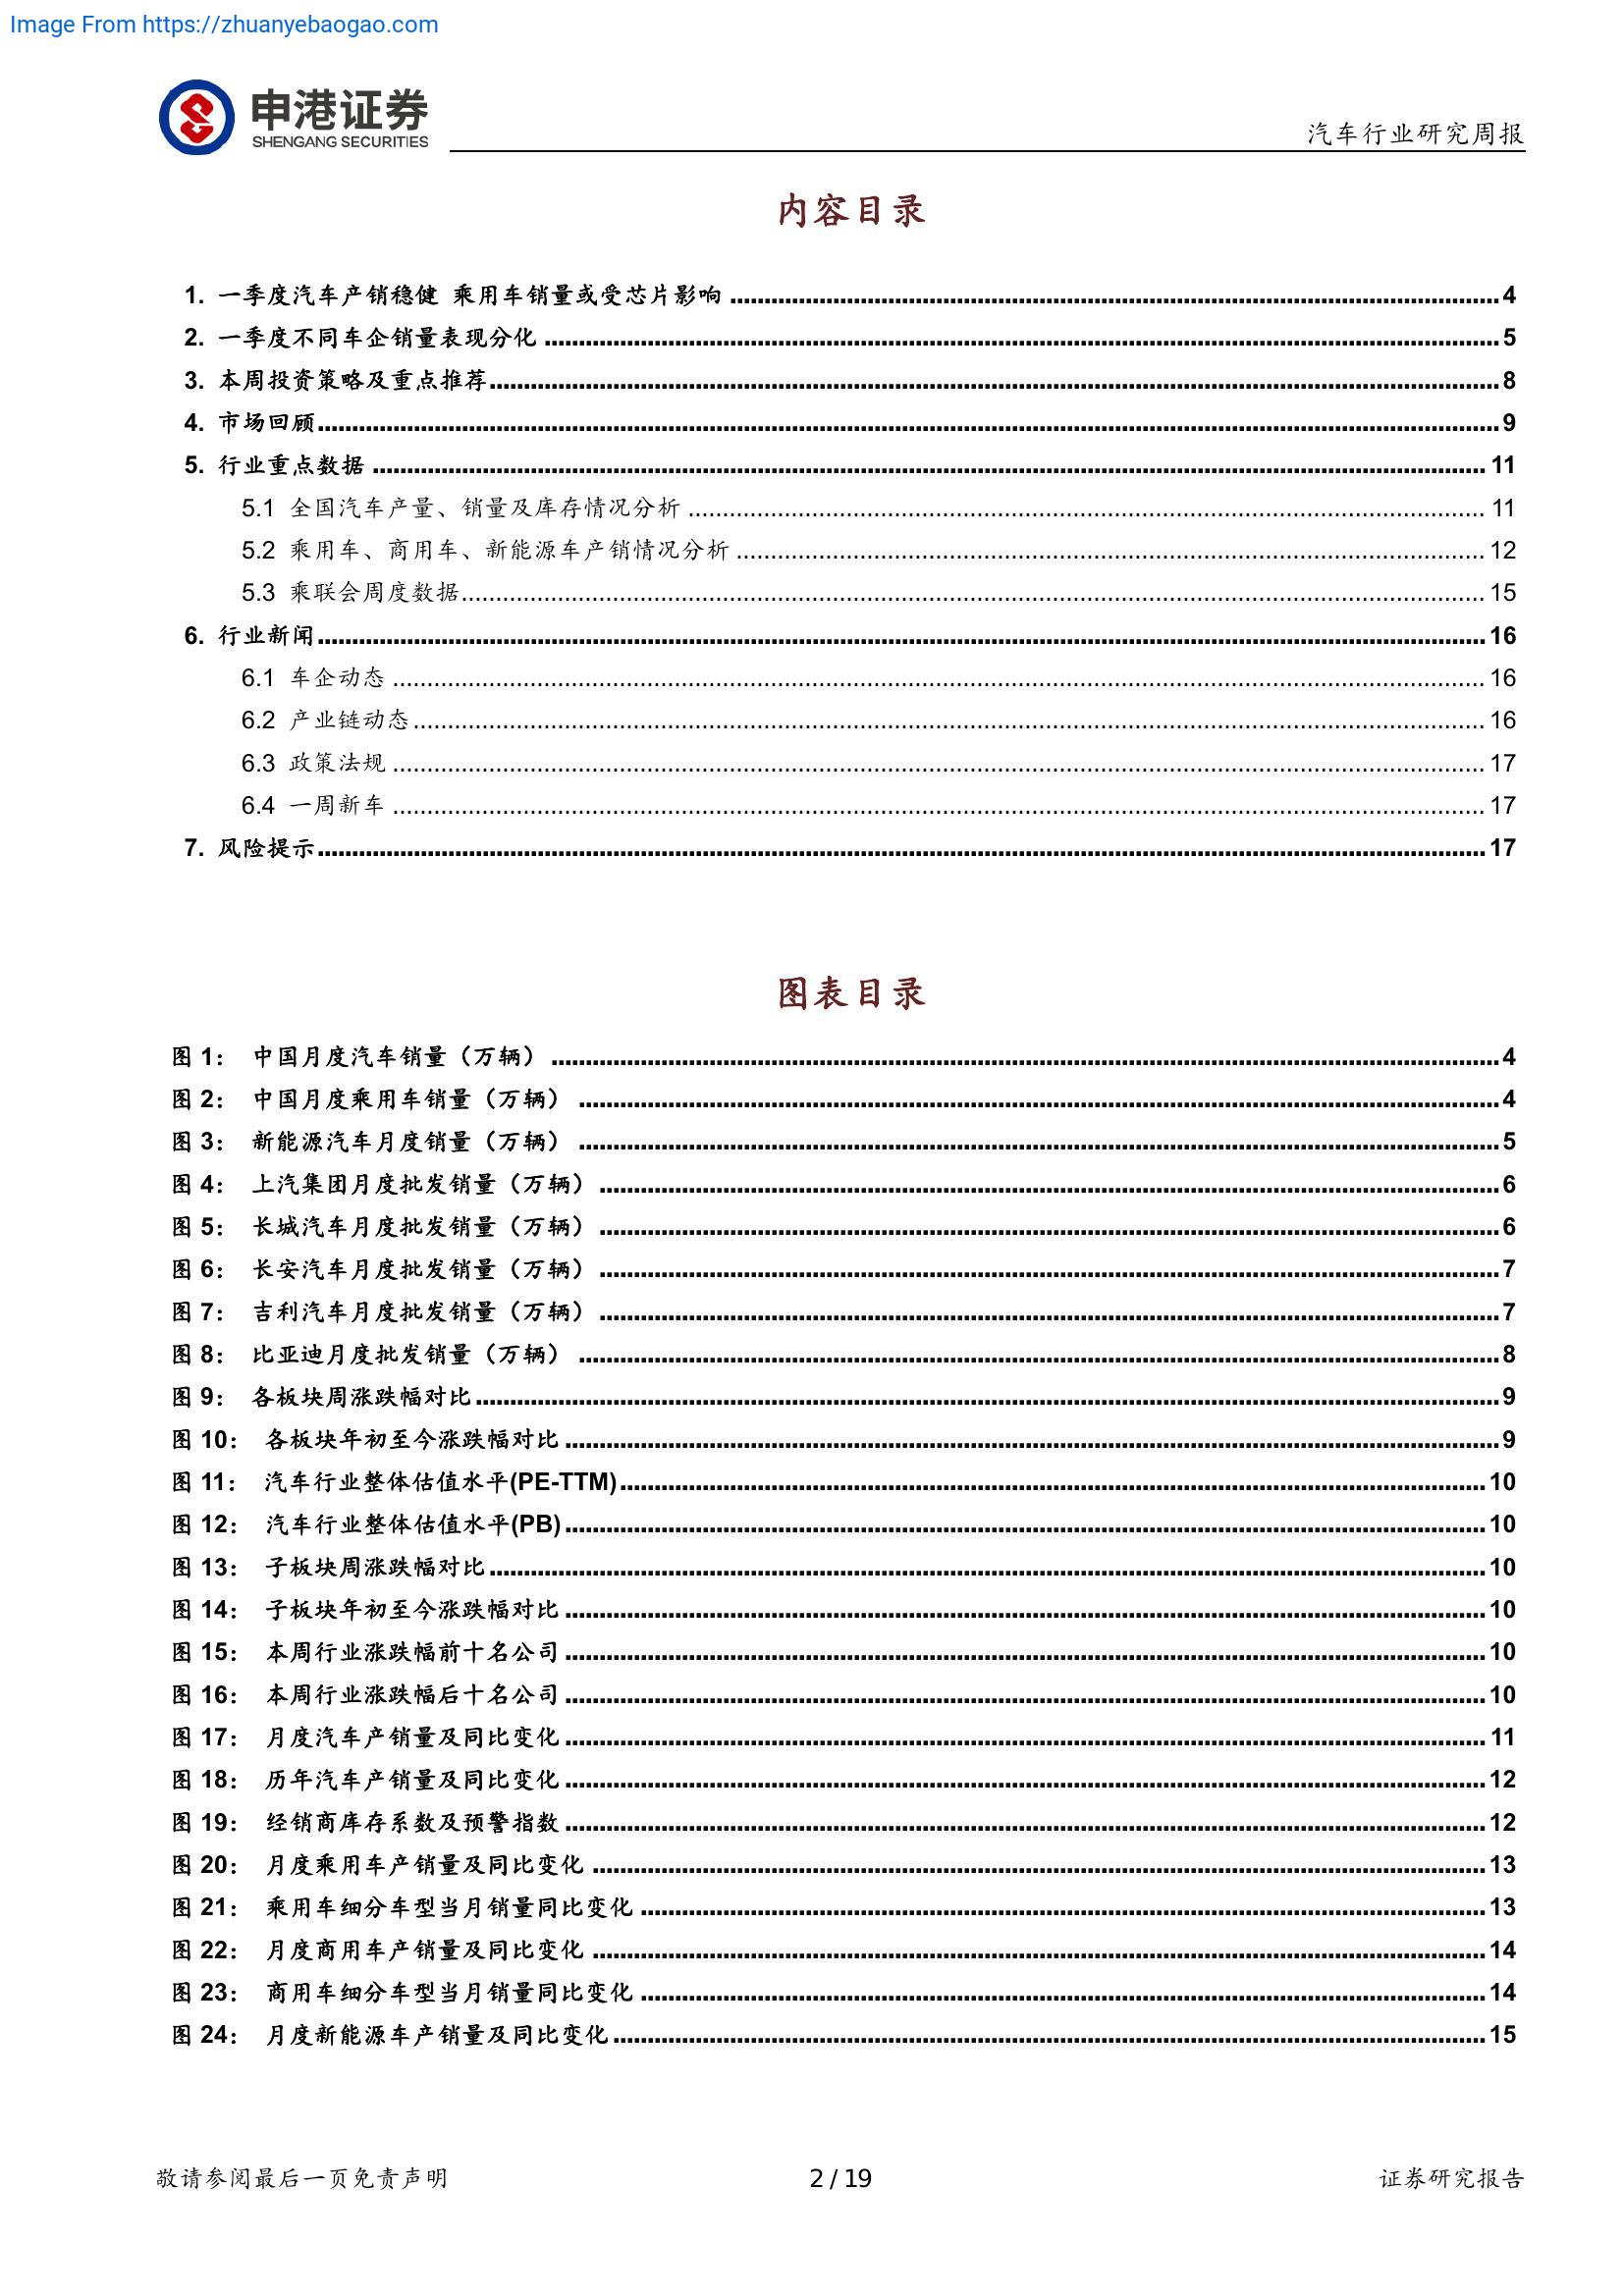 Image From https://zhuanyebaogao.com
申港证券
SHENGANG SECURITIES
汽车行业研究周报
内容目录
1. 一季度汽车产销稳健 乘用车销量或受芯片影响 4
2. 一季度不同车企销量表现分化 5
3. 本周投资策略及重点推荐 8
4. 市场回顾 9
5. 行业重点数据 11
5.1 全国汽车产量、销量及库存情况分析 11
5.2 乘用车、商用车、新能源车产销情况分析 12
5.3 乘联会周度数据 15
6. 行业新闻 16
6.1 车企动态 16
6.2 产业链动态 16
6.3 政策法规 17
6.4 一周新车 17
7. 风险提示 17
图表目录
图 1： 中国月度汽车销量（万辆） 4
图 2： 中国月度乘用车销量（万辆） 4
图 3： 新能源汽车月度销量（万辆） 5
图 4： 上汽集团月度批发销量（万辆） 6
图 5： 长城汽车月度批发销量（万辆） 6
图 6： 长安汽车月度批发销量（万辆） 7
图 7： 吉利汽车月度批发销量（万辆） 7
图 8： 比亚迪月度批发销量（万辆） 8
图 9： 各板块周涨跌幅对比 9
图 10： 各板块年初至今涨跌幅对比 9
图 11： 汽车行业整体估值水平(PE-TTM) 10
图 12： 汽车行业整体估值水平(PB) 10
图 13： 子板块周涨跌幅对比 10
图 14： 子板块年初至今涨跌幅对比 10
图 15： 本周行业涨跌幅前十名公司 10
图 16： 本周行业涨跌幅后十名公司 10
图 17： 月度汽车产销量及同比变化 11
图 18： 历年汽车产销量及同比变化 12
图 19： 经销商库存系数及预警指数 12
图 20： 月度乘用车产销量及同比变化 13
图 21： 乘用车细分车型当月销量同比变化 13
图 22： 月度商用车产销量及同比变化 14
图 23： 商用车细分车型当月销量同比变化 14
图 24： 月度新能源车产销量及同比变化 15
敬请参阅最后一页免责声明
2 / 19
证券研究报告